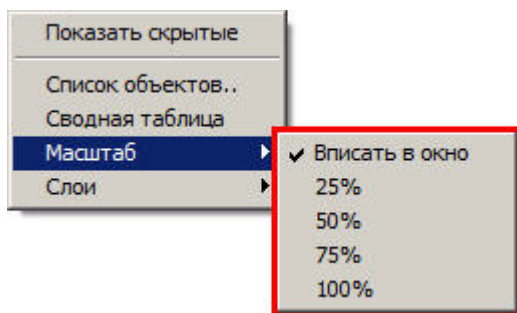 Показать скрытые
Список объектов..
Сводная таблица
Масштаб
Слои
Вписать в окно
25%
50%
75%
100%